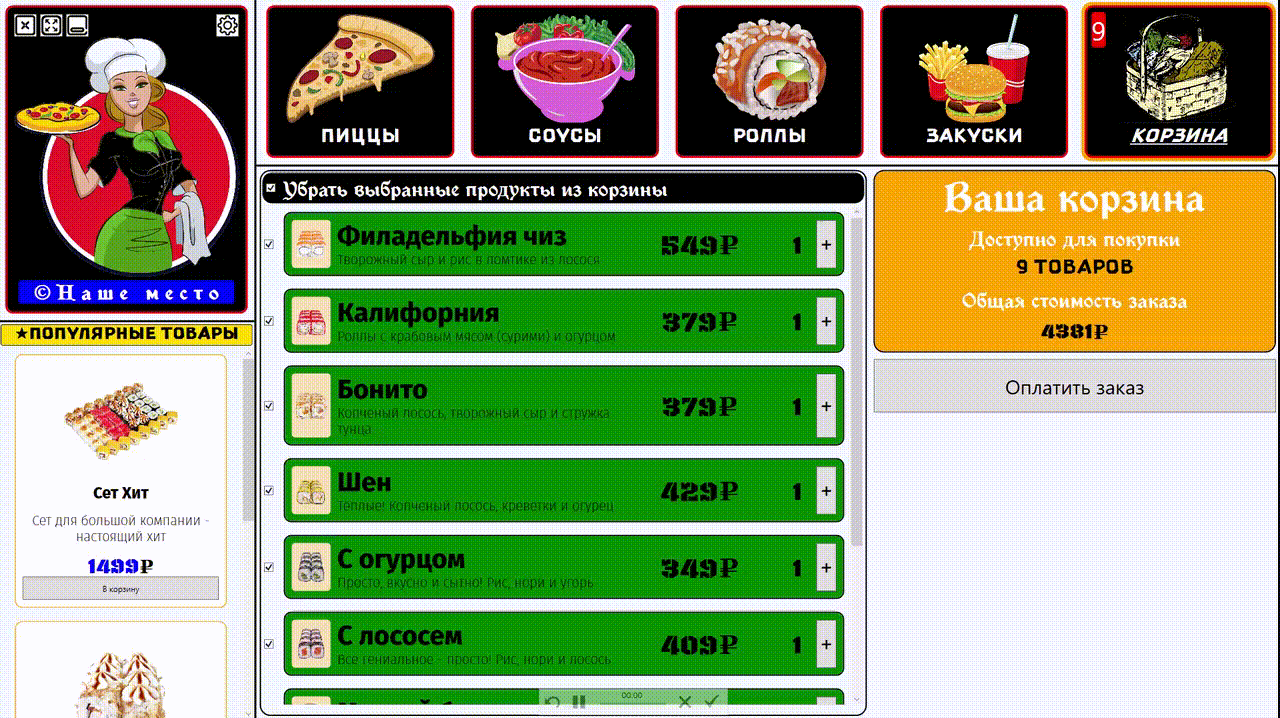 ПИЦЦЫ
СОУСЫ
РОЛЛЫ
ЗАКУСКИ
9
КОРЗИНА
©Наше место
★ПОПУЛЯРНЫЕ ТОВАРЫ
Сет Хит
Сет для большой компании -
настоящий хит
1499₽
В корзину
Убрать выбранные продукты из корзины
Филадельфия чиз
Творожный сыр и рис в ломтике из лосося
549₽ 1 +
Калифорния
Роллы с крабовым мясом (сурими) и огурцом
379₽ 1 +
Бонито
Копченый лосось, творожный сыр и стружка
тунца
379₽ 1 +
Шен
Теплые! Копченый лосось, креветки и огурец
429₽ 1 +
С огурцом
Просто, вкусно и сытно! Рис, нори и угорь
349₽ 1 +
С лососем
Все гениальное - просто! Рис, нори и лосось
409₽ 1 +
00:00
Ваша корзина
Доступно для покупки
9 ТОВАРОВ
Общая стоимость заказа
4381₽
Оплатить заказ